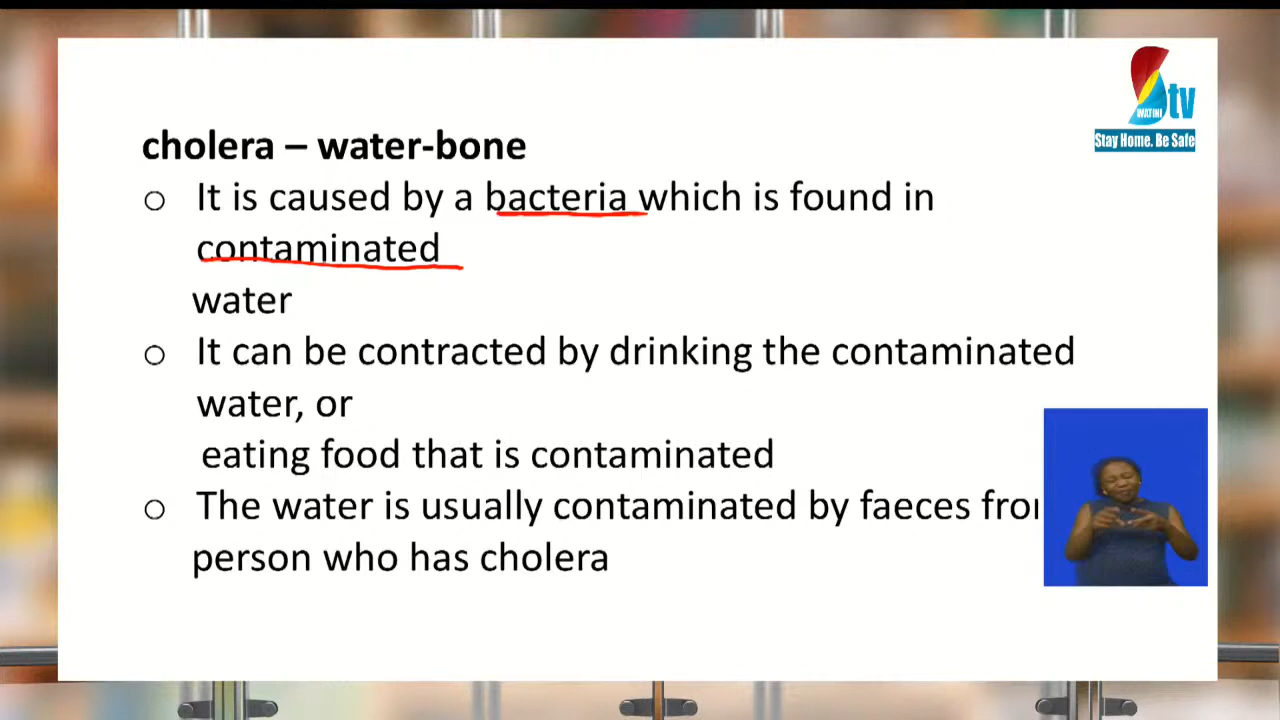 cholera – water-bone
o It is caused by a bacteria which is found in
contaminated
water
o It can be contracted by drinking the contaminated
water, or
eating food that is contaminated
o The water is usually contaminated by faeces
person who has cholera
SWATINI
tv
Stay Home. Be Safe